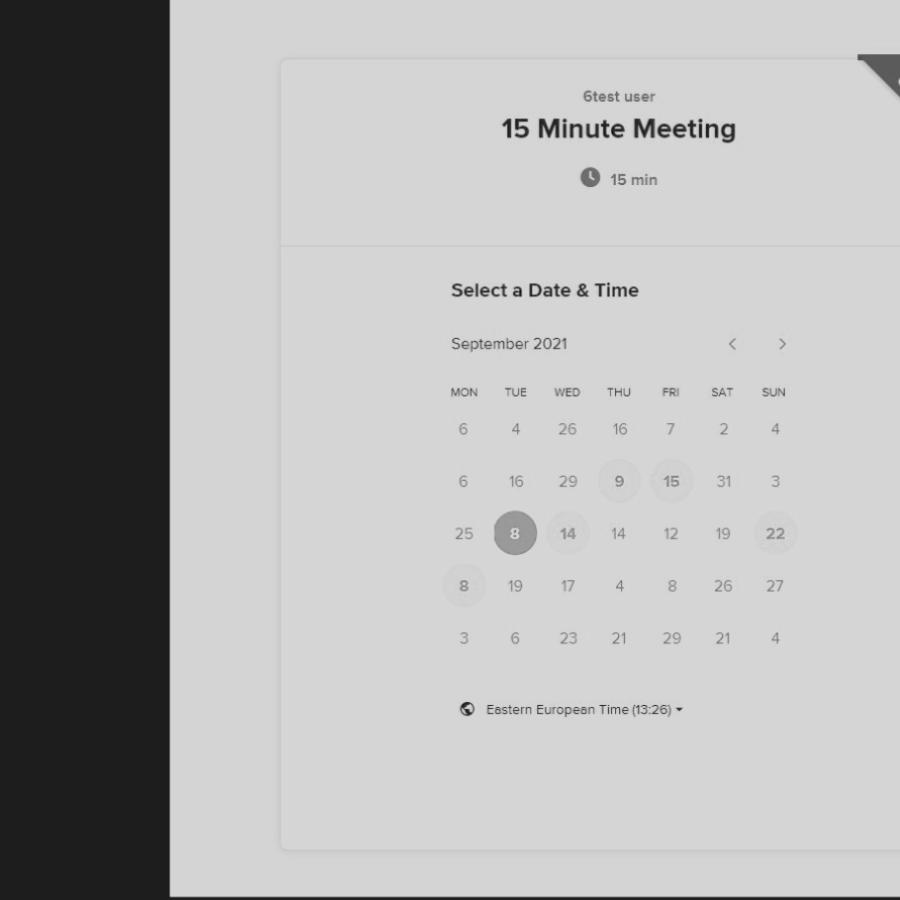 6test user
15 Minute Meeting
15 min
Select a Date & Time
September 2021
MON TUE WED THU FRI SAT SUN
6 4 26 16 7 2 4
6 16 29 9 15 31 3
25 8 14 14 12 19 22
8 19 17 4 8 26 27
3 6 23 21 29 21 4
Eastern European Time (13:26)